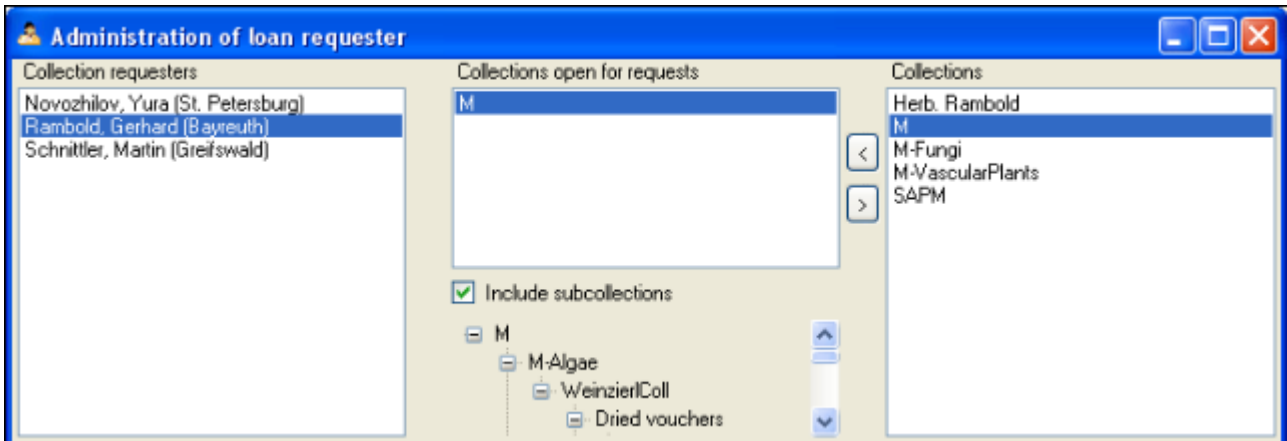 Administration of loan requester
Collection requesters
Novozhilov, Yura (St. Petersburg)
Rambold, Gerhard (Bayreuth)
Schnittler, Martin (Greifswald)
Collections open for requests
M
<
>
Include subcollections
M
M-Algae
WeinzierlColl
Dried vouchers
Collections
Herb. Rambold
M
M-Fungi
M-VascularPlants
SAPM